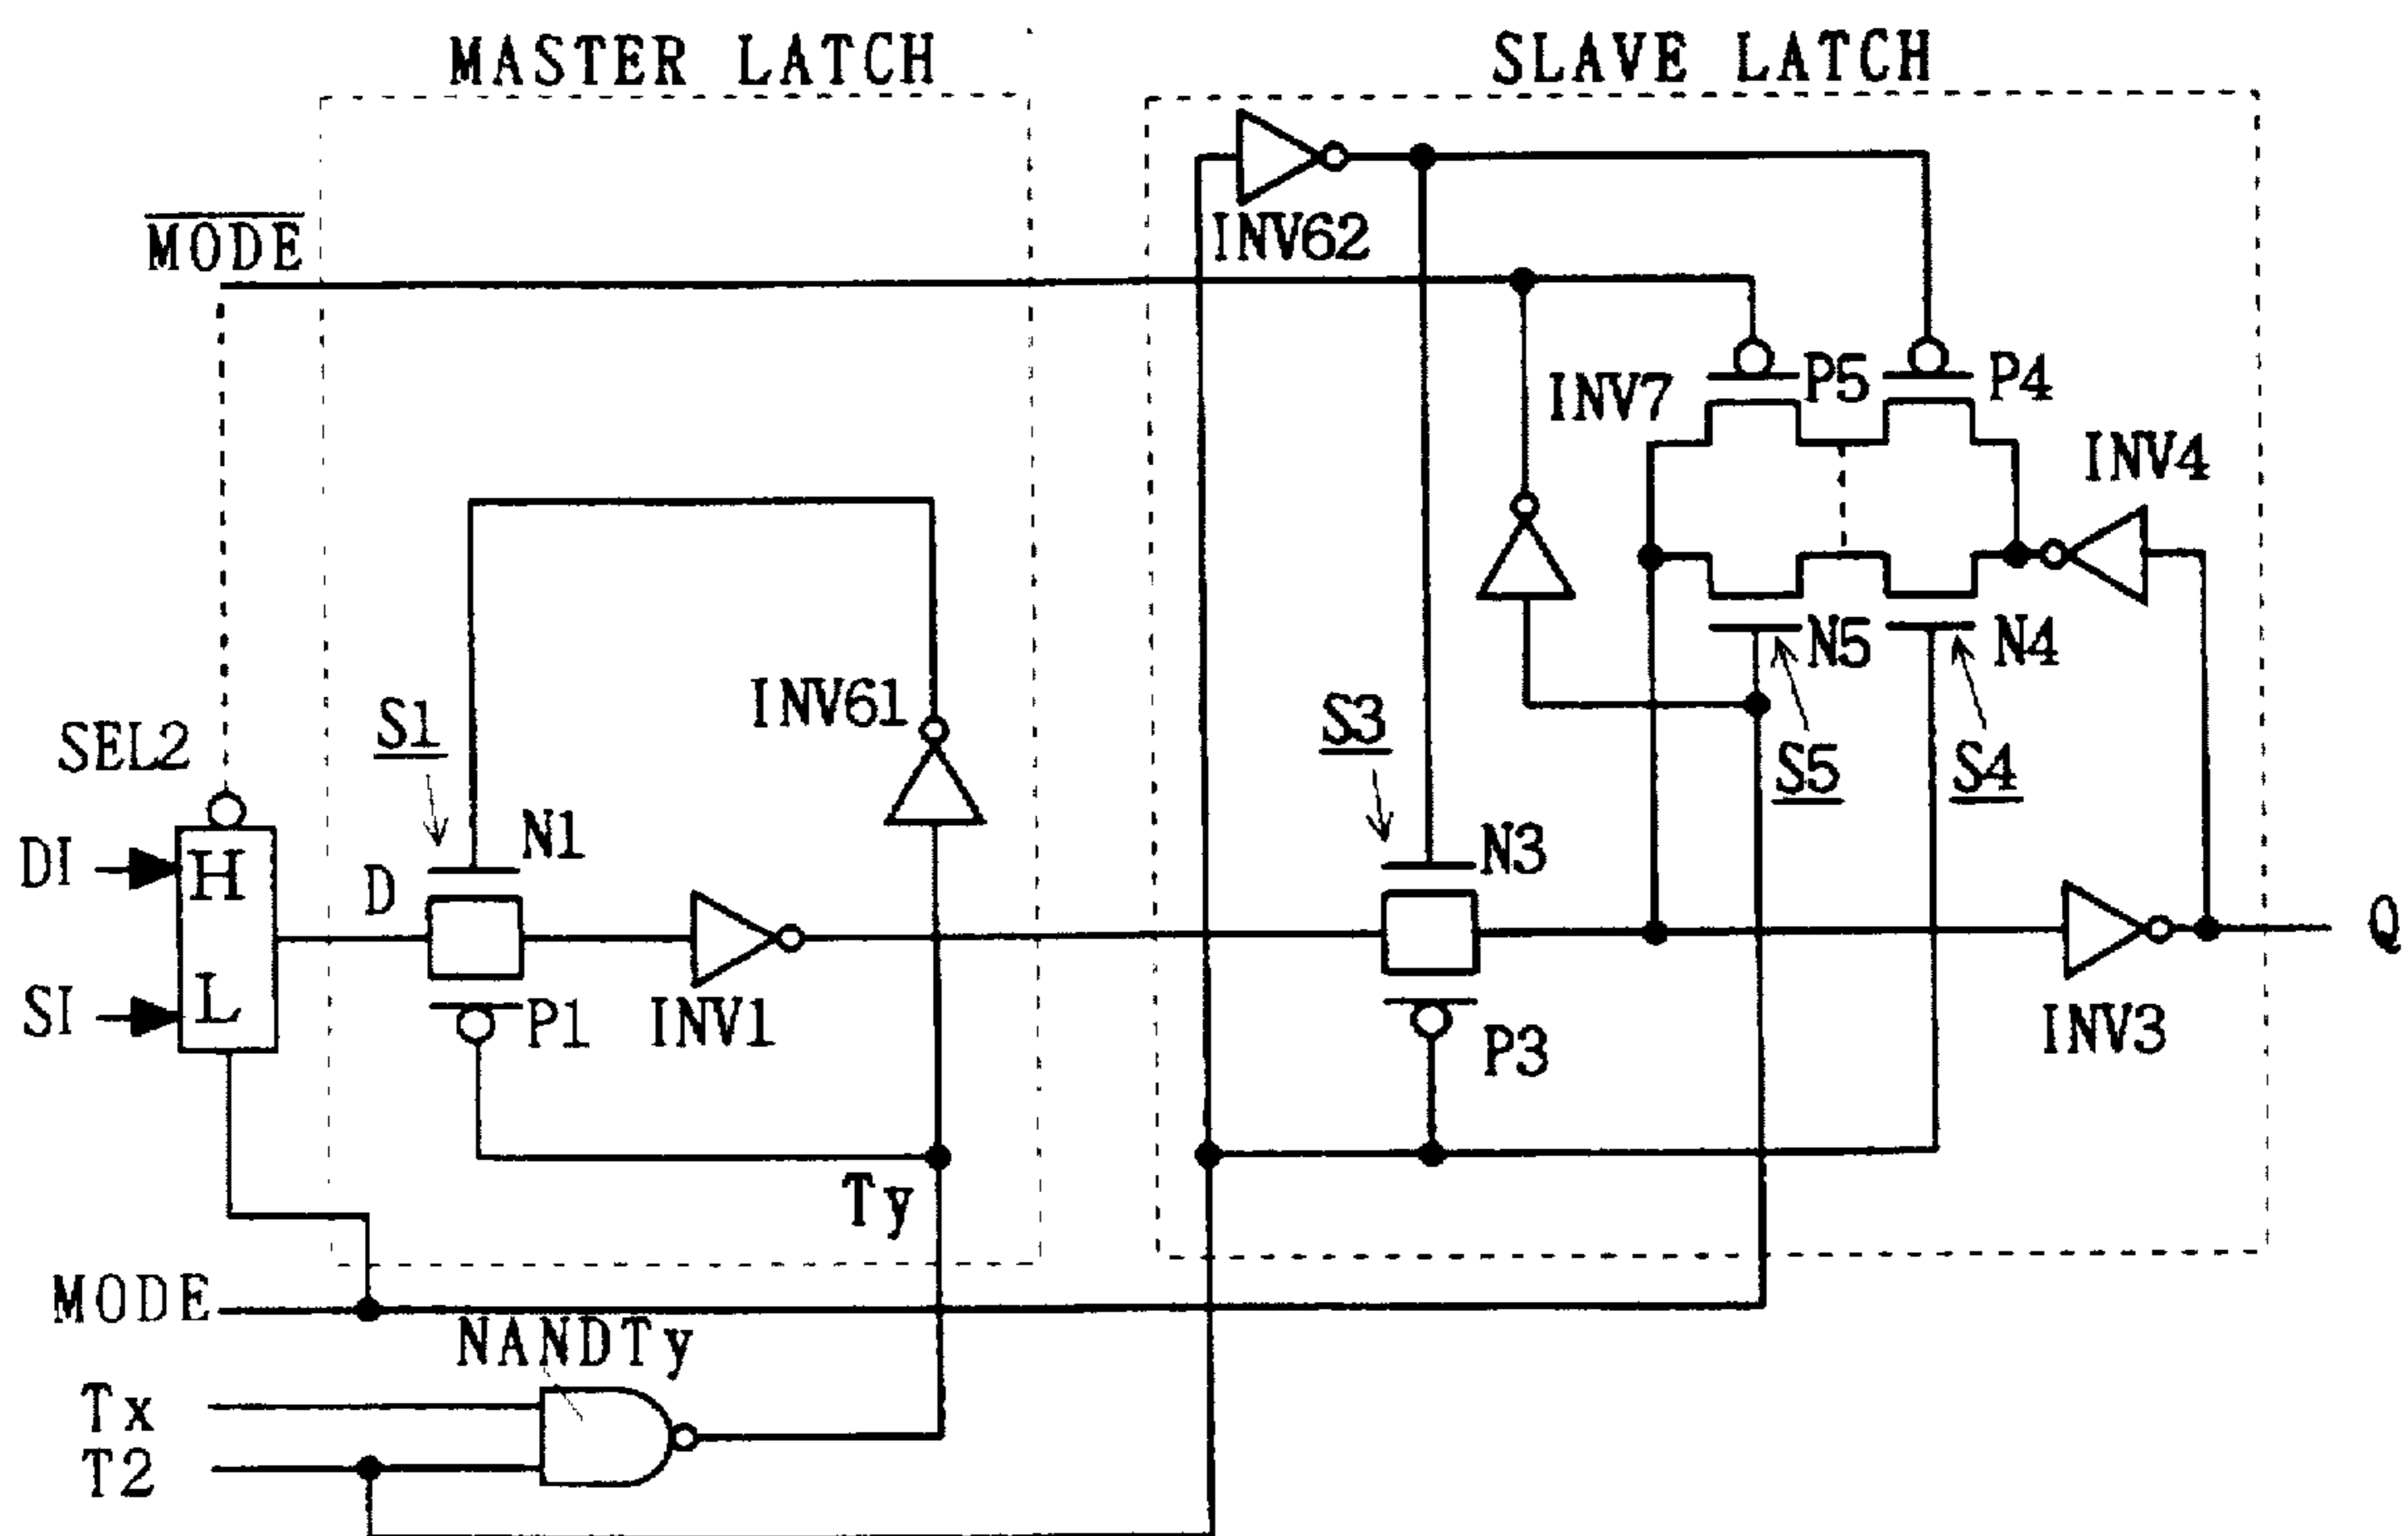 MASTER LATCH
SLAVE LATCH
INV62
MODE
INV7
P5
P4
INV4
N5
N4
INV61
S1
S3
S5
S4
SEL2
N1
N3
DI
H
D
Q
SI
L
P1
INV1
P3
INV3
Ty
MODE
NANDTy
Tx
T2